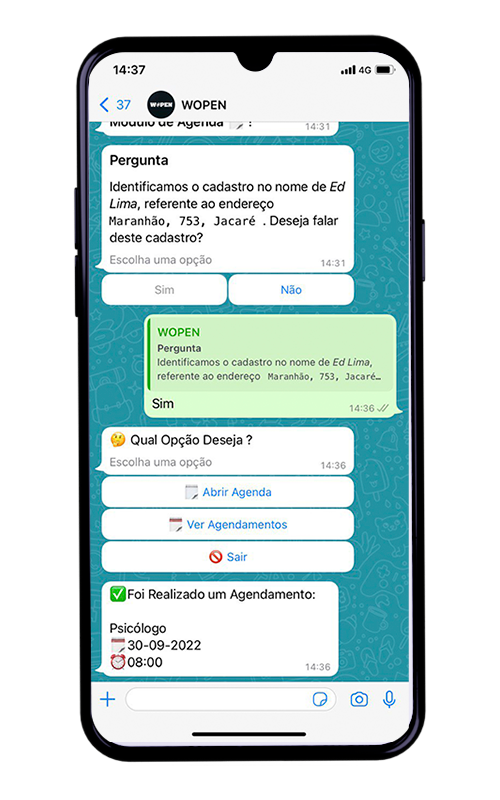 14:37
4G
37
WOPEN
WOPEN
Módulo de Agenda 🗒️ !
14:31
Pergunta
Identificamos o cadastro no nome de Ed
Lima, referente ao endereço
Maranhão, 753, Jacaré . Deseja falar
deste cadastro?
Escolha uma opção
14:31
Sim
Não
WOPEN
Pergunta
Identificamos o cadastro no nome de Ed Lima,
referente ao endereço Maranhão, 753, Jacaré…
Sim
14:36
🤔 Qual Opção Deseja ?
Escolha uma opção
14:36
🗒️ Abrir Agenda
🗒️ Ver Agendamentos
🚫 Sair
✅Foi Realizado um Agendamento:
Psicólogo
🗒️30-09-2022
⏰08:00
14:36